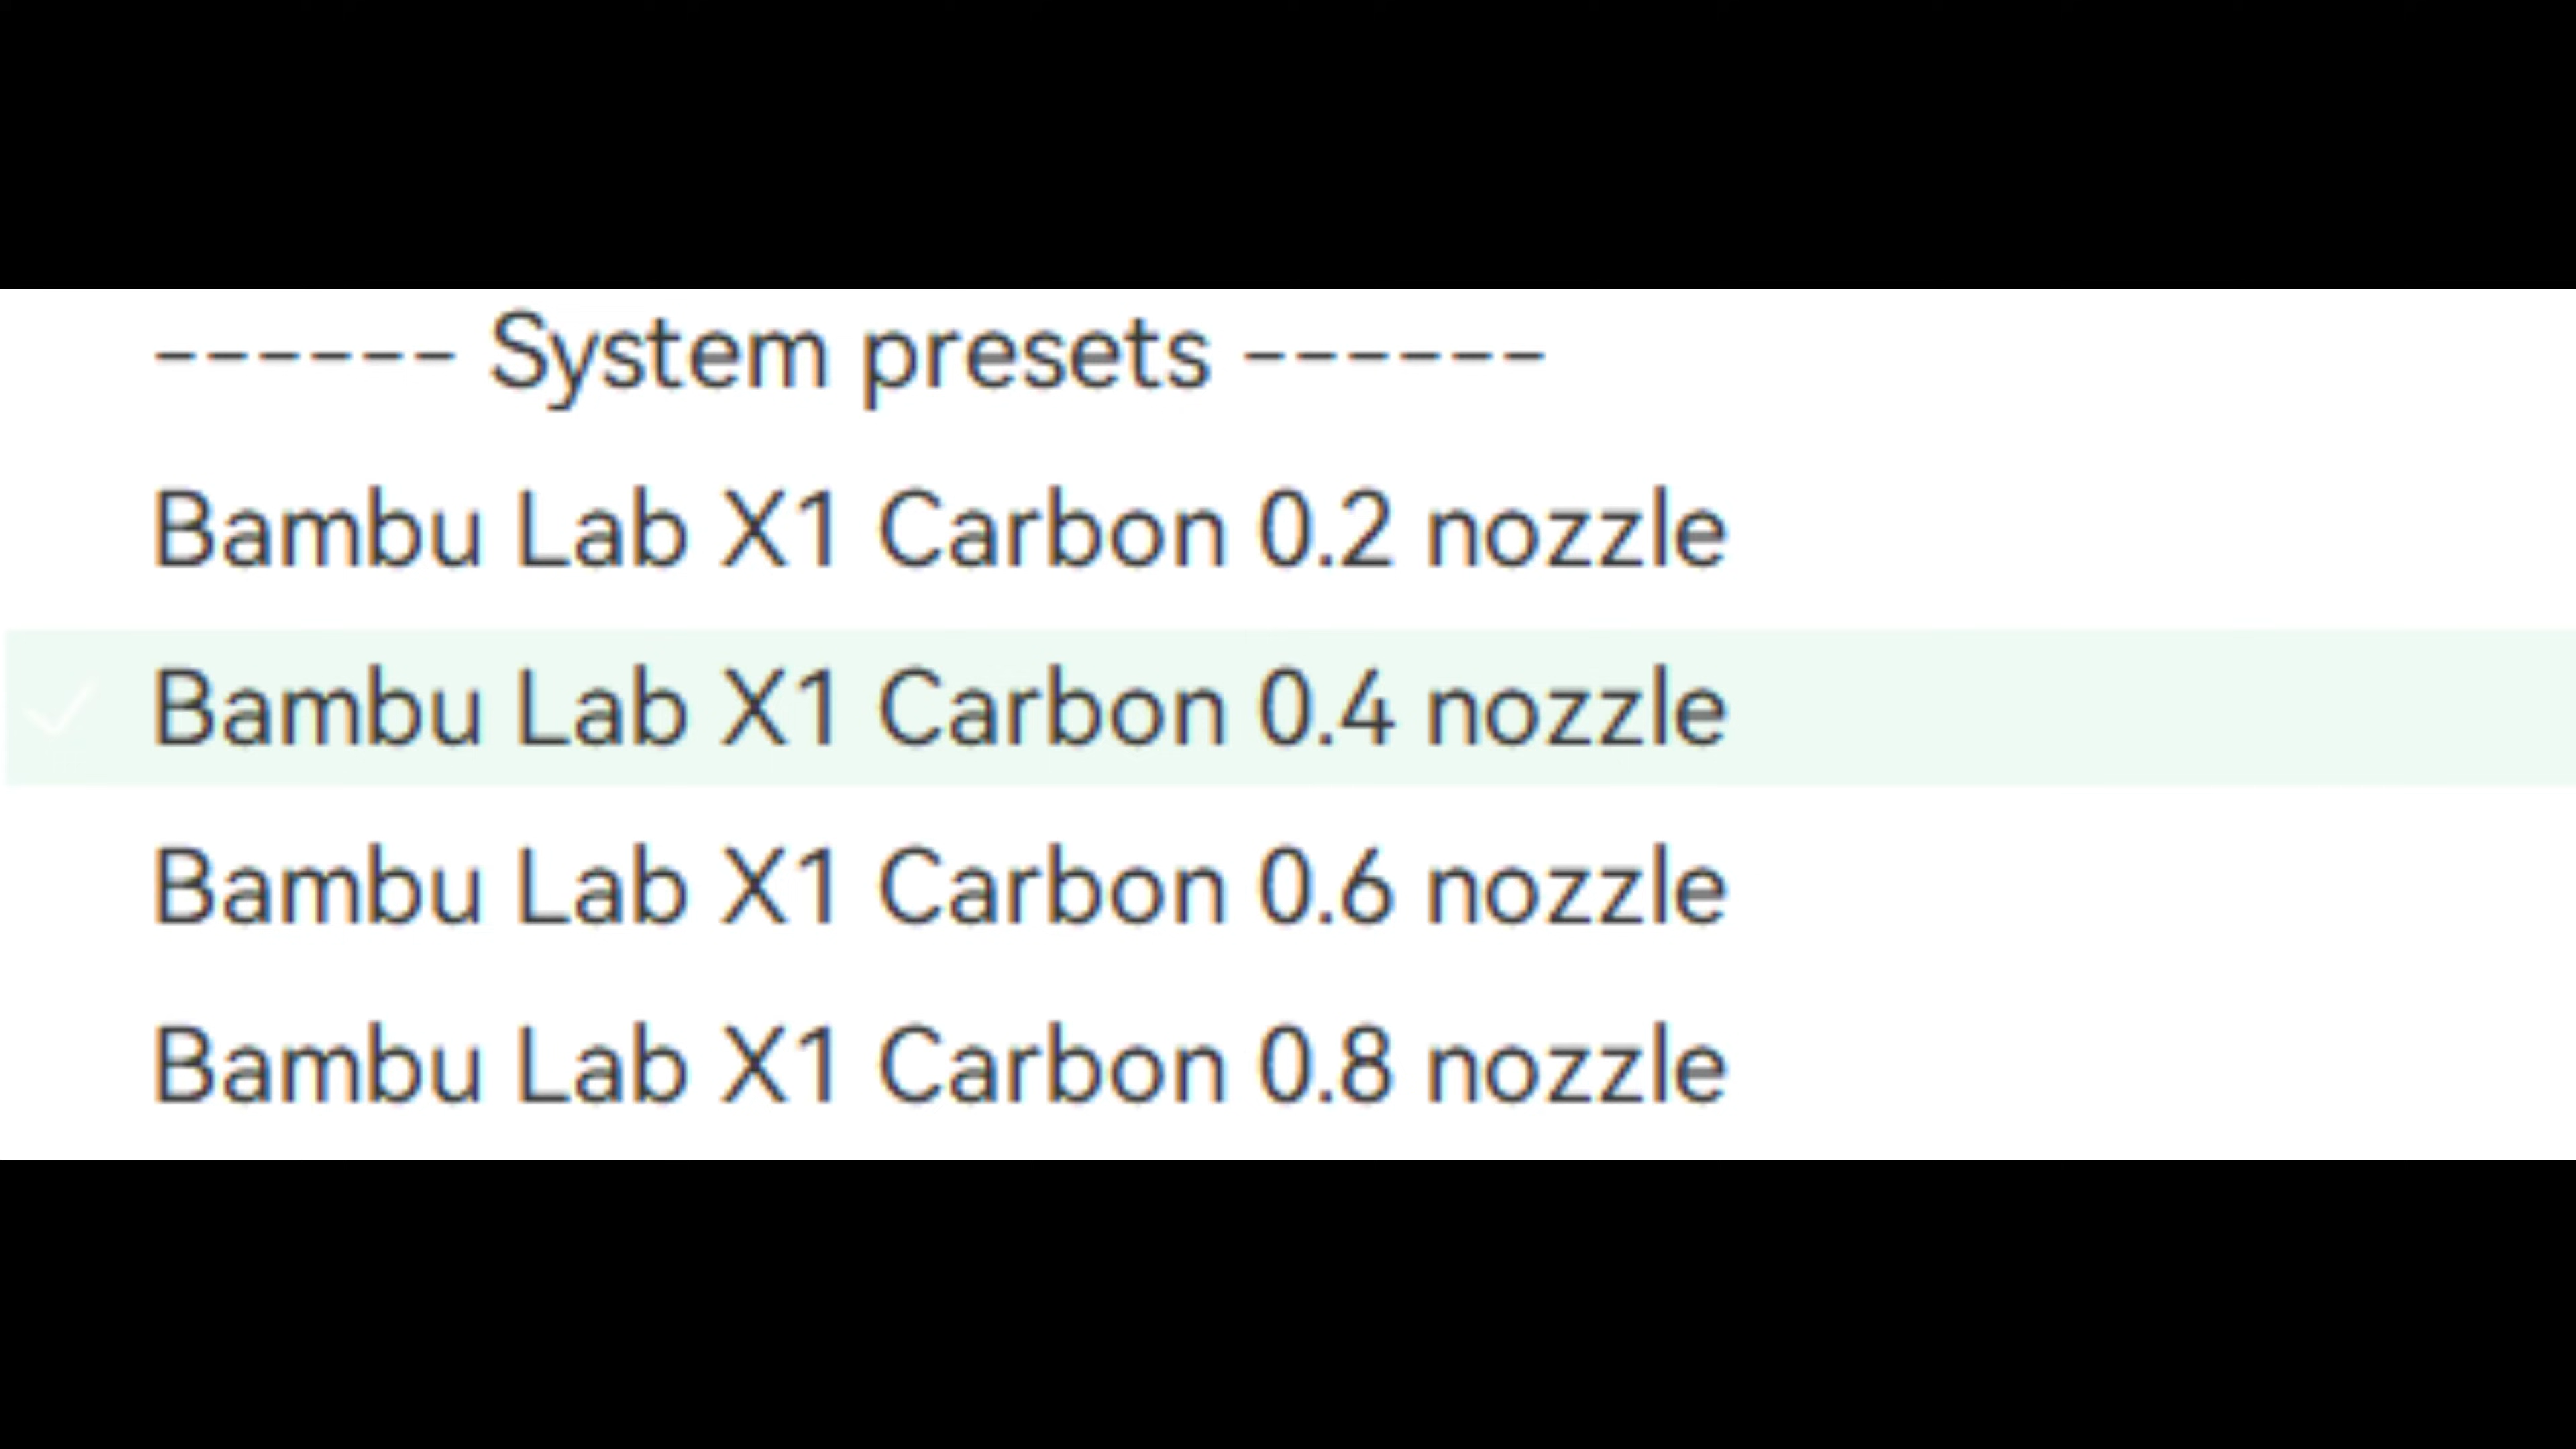 ------ System presets ------
Bambu Lab X1 Carbon 0.2 nozzle
Bambu Lab X1 Carbon 0.4 nozzle
Bambu Lab X1 Carbon 0.6 nozzle
Bambu Lab X1 Carbon 0.8 nozzle